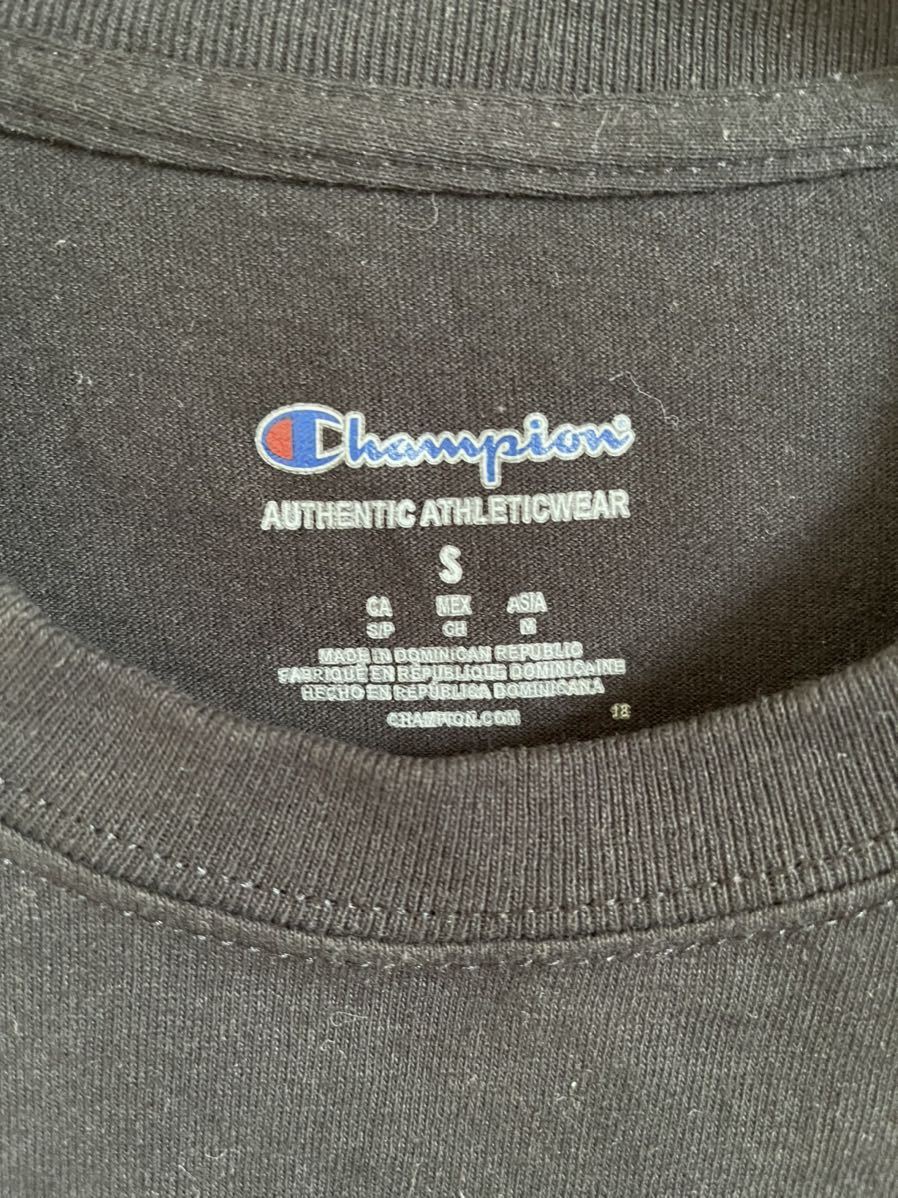 Champion®
AUTHENTIC ATHLETICWEAR
S
CA MEX ASIA
S/P CH M
MADE IN DOMINICAN REPUBLIC
FABRIQUÉ EN RÉPUBLIQUE DOMINICAINE
HECHO EN REPÚBLICA DOMINICANA
CHAMPION.COM 18